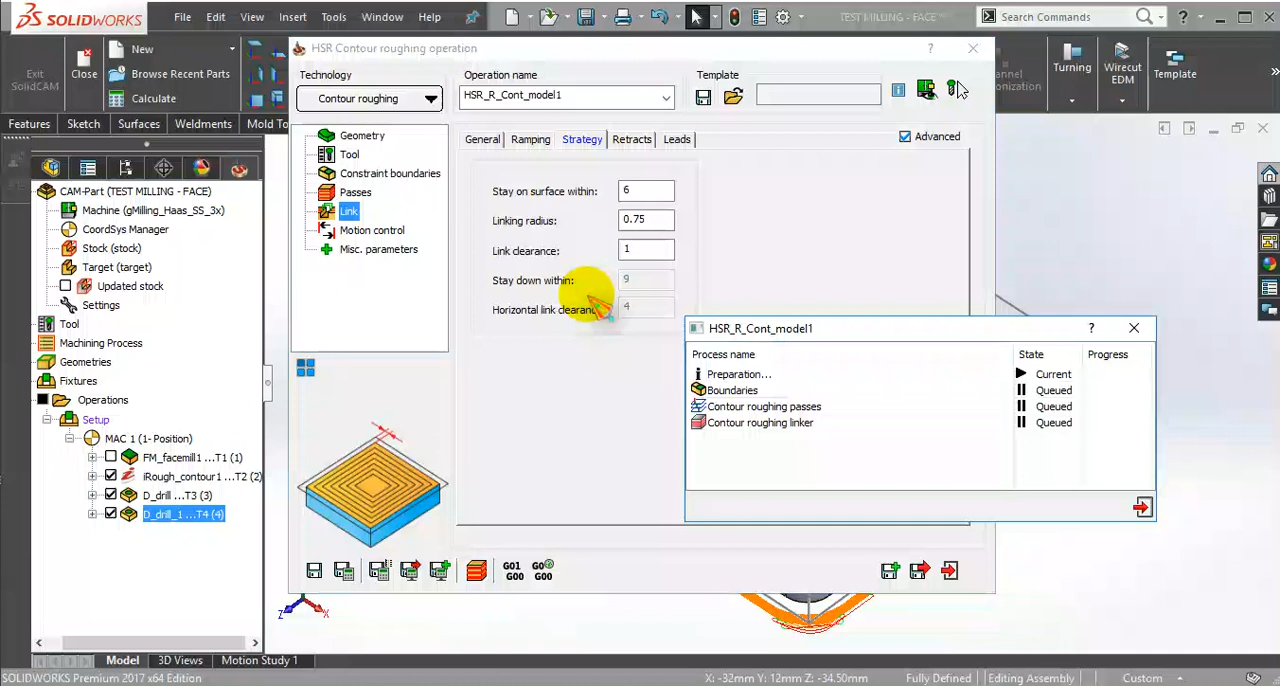 SOLIDWORKS
File Edit View Insert Tools Window Help
TEST MILLING - FACE *
Search Commands
?
Exit
SolidCAM
Close
New
Browse Recent Parts
Calculate
Turning
Wirecut
EDM
Template
Features Sketch Surfaces Weldments Mold To
CAM-Part (TEST MILLING - FACE)
Machine (gMilling_Haas_SS_3x)
CoordSys Manager
Stock (stock)
Target (target)
Updated stock
Settings
Tool
Machining Process
Geometries
Fixtures
Operations
Setup
MAC 1 (1- Position)
FM_facemill1 ...T1 (1)
iRough_contour1 ...T2 (2)
D_drill ...T3 (3)
D_drill_1 ...T4 (4)
HSR Contour roughing operation
?
Technology
Contour roughing
Operation name
HSR_R_Cont_model1
Template
Geometry
Tool
Constraint boundaries
Passes
Link
Motion control
Misc. parameters
General Ramping Strategy Retracts Leads
Advanced
Stay on surface within: 6
Linking radius: 0.75
Link clearance: 1
Stay down within: 9
Horizontal link clearanc 4
G01
G00
G0
G00
HSR_R_Cont_model1
?
Process name State Progress
Preparation... Current
Boundaries Queued
Contour roughing passes Queued
Contour roughing linker Queued
Z X
Model 3D Views Motion Study 1
SOLIDWORKS Premium 2017 x64 Edition
X: -32mm Y: 12mm Z: -34.50mm Fully Defined Editing Assembly Custom